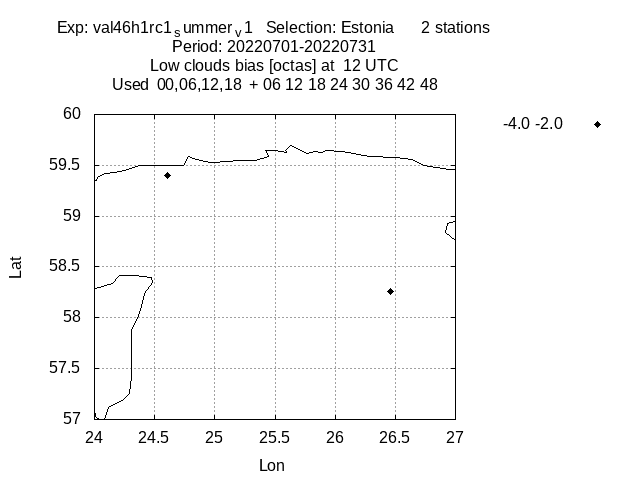 Exp: val46h1rc1summerv1 Selection: Estonia 2 stations
Period: 20220701-20220731
Low clouds bias [octas] at 12 UTC
Used 00,06,12,18 + 06 12 18 24 30 36 42 48
-4.0 -2.0
60
59.5
59
58.5
58
57.5
57
Lat
24 24.5 25 25.5 26 26.5 27
Lon